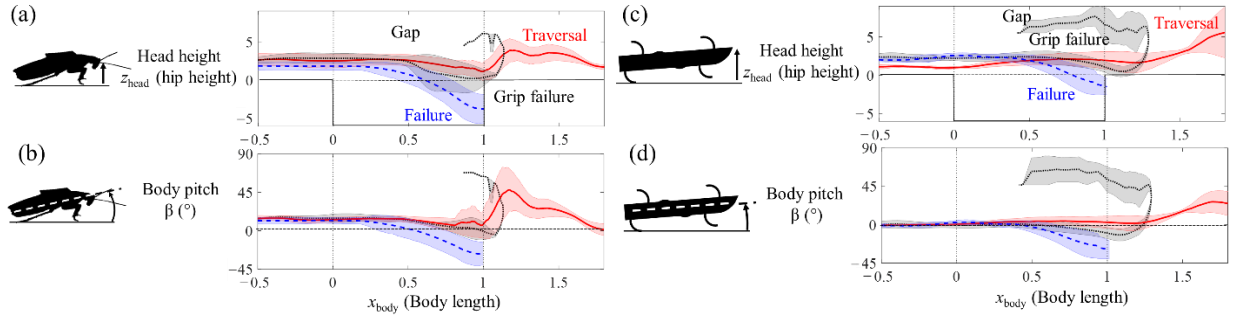 (a)
Head height
z_head (hip height)
5
0
−5
Gap
Traversal
Grip failure
Failure
−0.5 0 0.5 1 1.5
(b)
Body pitch
β (°)
90
45
0
−45
−0.5 0 0.5 1 1.5
x_body (Body length)
(c)
Head height
z_head (hip height)
5
0
−5
Gap
Grip failure
Traversal
Failure
−0.5 0 0.5 1 1.5
(d)
Body pitch
β (°)
90
45
0
−45
−0.5 0 0.5 1 1.5
x_body (Body length)